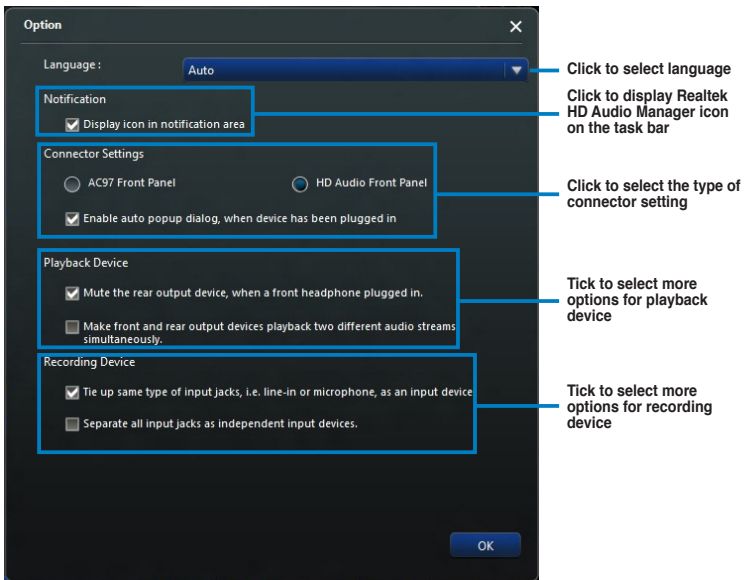 Option
Language :
Auto
Click to select language
Notification
Display icon in notification area
Click to display Realtek
HD Audio Manager icon
on the task bar
Connector Settings
AC97 Front Panel
HD Audio Front Panel
Enable auto popup dialog, when device has been plugged in
Click to select the type of
connector setting
Playback Device
Mute the rear output device, when a front headphone plugged in.
Make front and rear output devices playback two different audio streams
simultaneously.
Tick to select more
options for playback
device
Recording Device
Tie up same type of input jacks, i.e. line-in or microphone, as an input device
Separate all input jacks as independent input devices.
Tick to select more
options for recording
device
OK